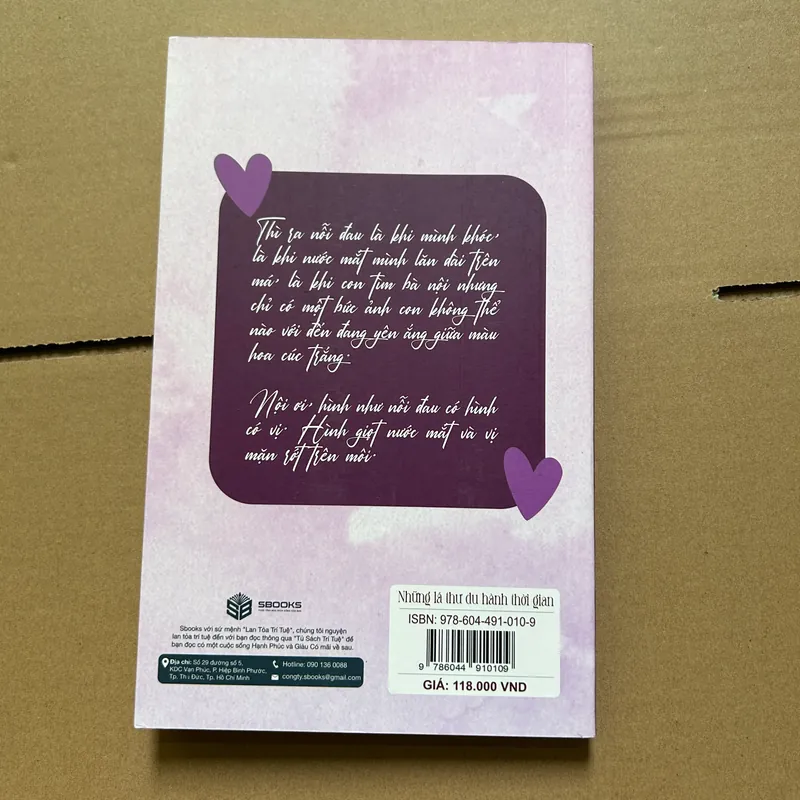 Thì ra nỗi đau là khi mình khóc,
là khi nước mắt mình lăn dài trên
má, là khi con tìm bà nội nhưng
chỉ có một bức ảnh con không thể
nào với đến đang yên ắng giữa màu
hoa cúc trắng.
Nội ơi, hình như nỗi đau có hình
có vị. Hình giọt nước mắt và vị
mặn rớt trên môi.
SBOOKS
Sbooks với sứ mệnh "Lan Tỏa Trí Tuệ", chúng tôi nguyện
lan tỏa trí tuệ đến với bạn đọc thông qua "Tủ Sách Trí Tuệ" để
bạn đọc có một cuộc sống Hạnh Phúc và Giàu Có mãi về sau.
Địa chỉ: Số 29 đường số 5,
KDC Vạn Phúc, P. Hiệp Bình Phước,
Tp. Thủ Đức, Tp. Hồ Chí Minh
Hotline: 090 136 0088
congty.sbooks@gmail.com
Những lá thư du hành thời gian
ISBN: 978-604-491-010-9
9 786044 910109
GIÁ: 118.000 VND